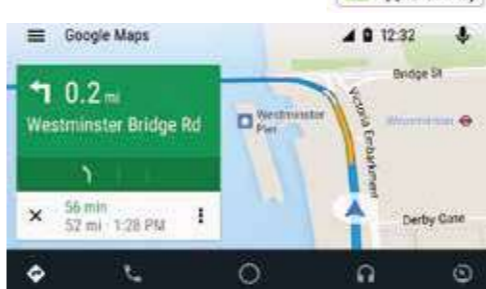 Google Maps
12:32
0.2 mi
Westminster Bridge Rd
56 min
52 mi · 1:28 PM
Bridge St
Westminster
Pier
Victoria Embankment
Westminster
Derby Gate